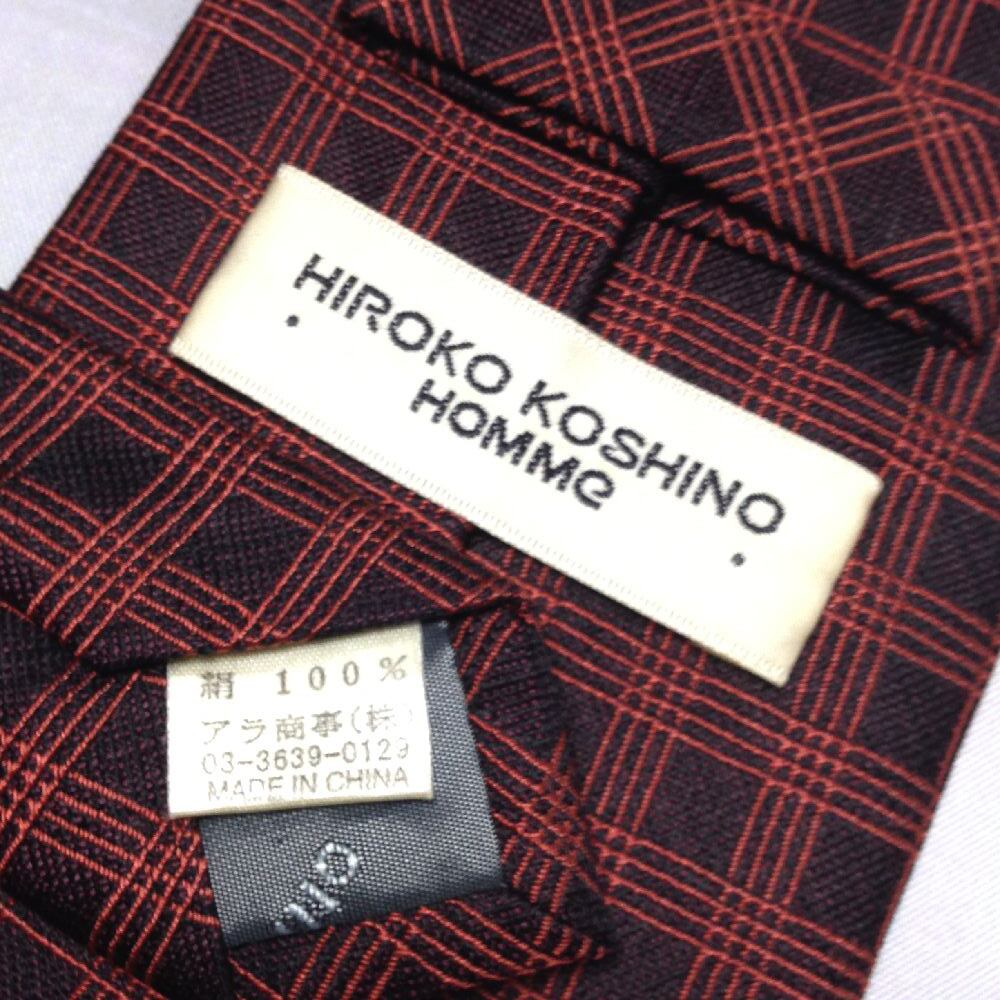 HIROKO KOSHINO
HOMME
絹 100%
アラ商事(株)
03-3639-0129
MADE IN CHINA